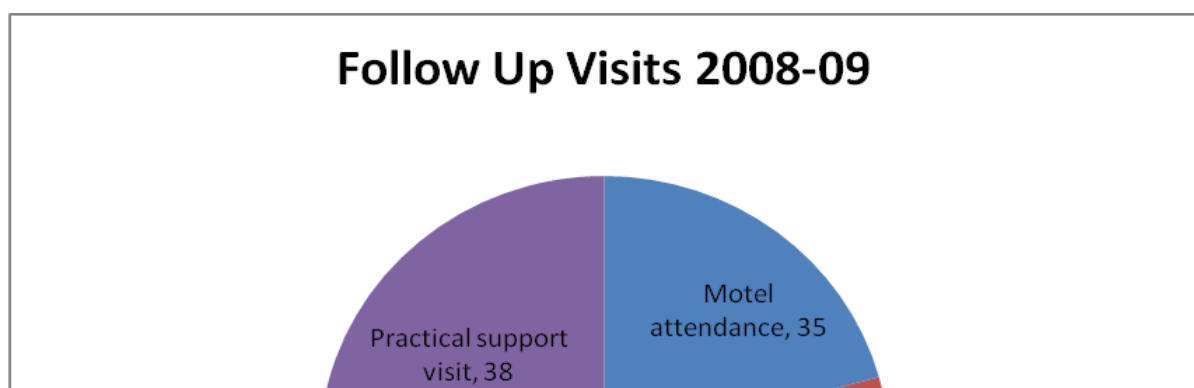 Follow Up Visits 2008-09
Motel
attendance, 35
Practical support
visit, 38